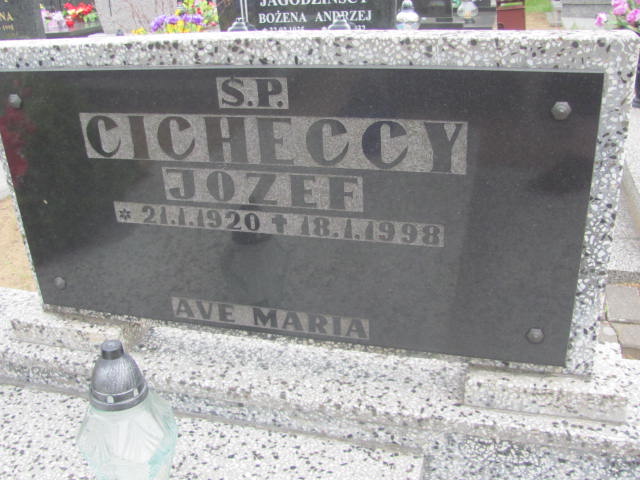 JAGODZIŃSCY
BOŻENA ANDRZEJ
Ś.P.
CICHECCY
JÓZEF
* 21.1.1920 ✝ 18.1.1998
AVE MARIA